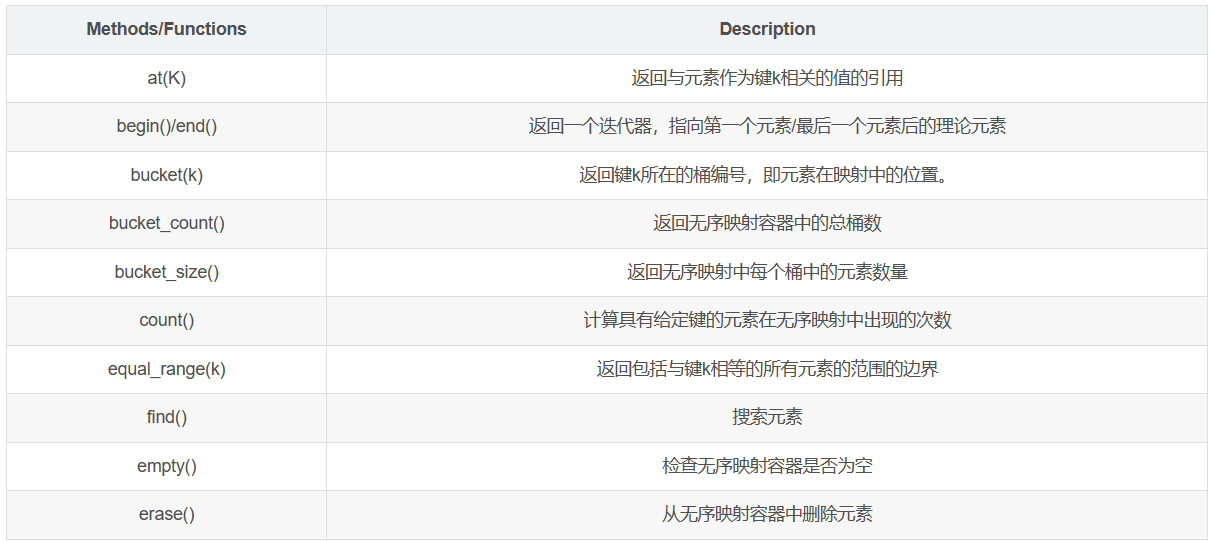 Methods/Functions Description
at(K) 返回与元素作为键k相关的值的引用
begin()/end() 返回一个迭代器，指向第一个元素/最后一个元素后的理论元素
bucket(k) 返回键k所在的桶编号，即元素在映射中的位置。
bucket_count() 返回无序映射容器中的总桶数
bucket_size() 返回无序映射中每个桶中的元素数量
count() 计算具有给定键的元素在无序映射中出现的次数
equal_range(k) 返回包括与键k相等的所有元素的范围的边界
find() 搜索元素
empty() 检查无序映射容器是否为空
erase() 从无序映射容器中删除元素